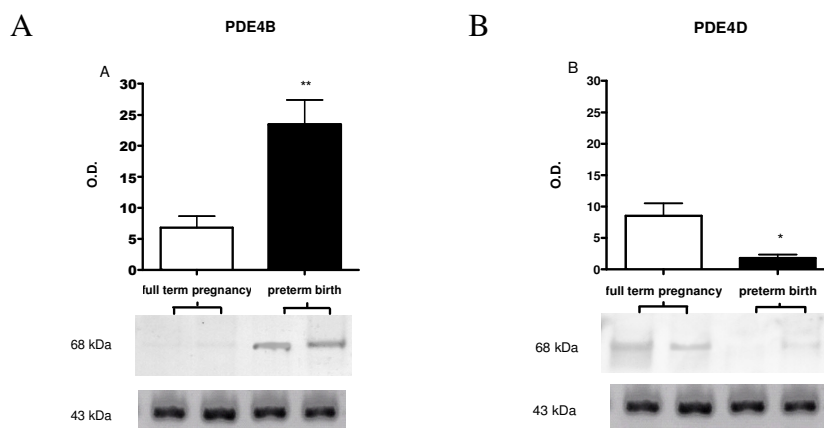 A
PDE4B
A
**
30
25
20
15
10
5
0
O.D.
full term pregnancy preterm birth
68 kDa
43 kDa
B
PDE4D
B
30
25
20
15
10
5
0
O.D.
*
full term pregnancy preterm birth
68 kDa
43 kDa